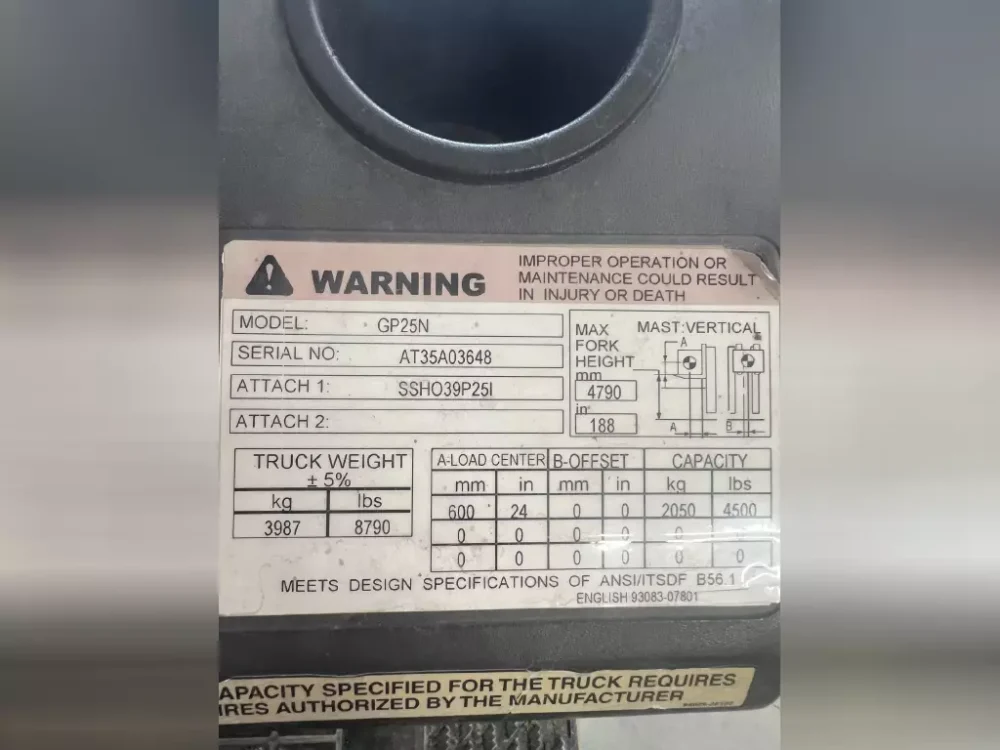 WARNING
IMPROPER OPERATION OR
MAINTENANCE COULD RESULT
IN INJURY OR DEATH
MODEL: GP25N
SERIAL NO: AT35A03648
ATTACH 1: SSHO39P25I
ATTACH 2:
MAX FORK HEIGHT
MAST:VERTICAL
A
mm
4790
in
188
A
B
TRUCK WEIGHT
± 5%
kg lbs
3987 8790
A-LOAD CENTER B-OFFSET CAPACITY
mm in mm in kg lbs
600 24 0 0 2050 4500
0 0 0 0 0 0
0 0 0 0 0 0
MEETS DESIGN SPECIFICATIONS OF ANSI/ITSDF B56.1
ENGLISH 93083-07801
APACITY SPECIFIED FOR THE TRUCK REQUIRES
IRES AUTHORIZED BY THE MANUFACTURER